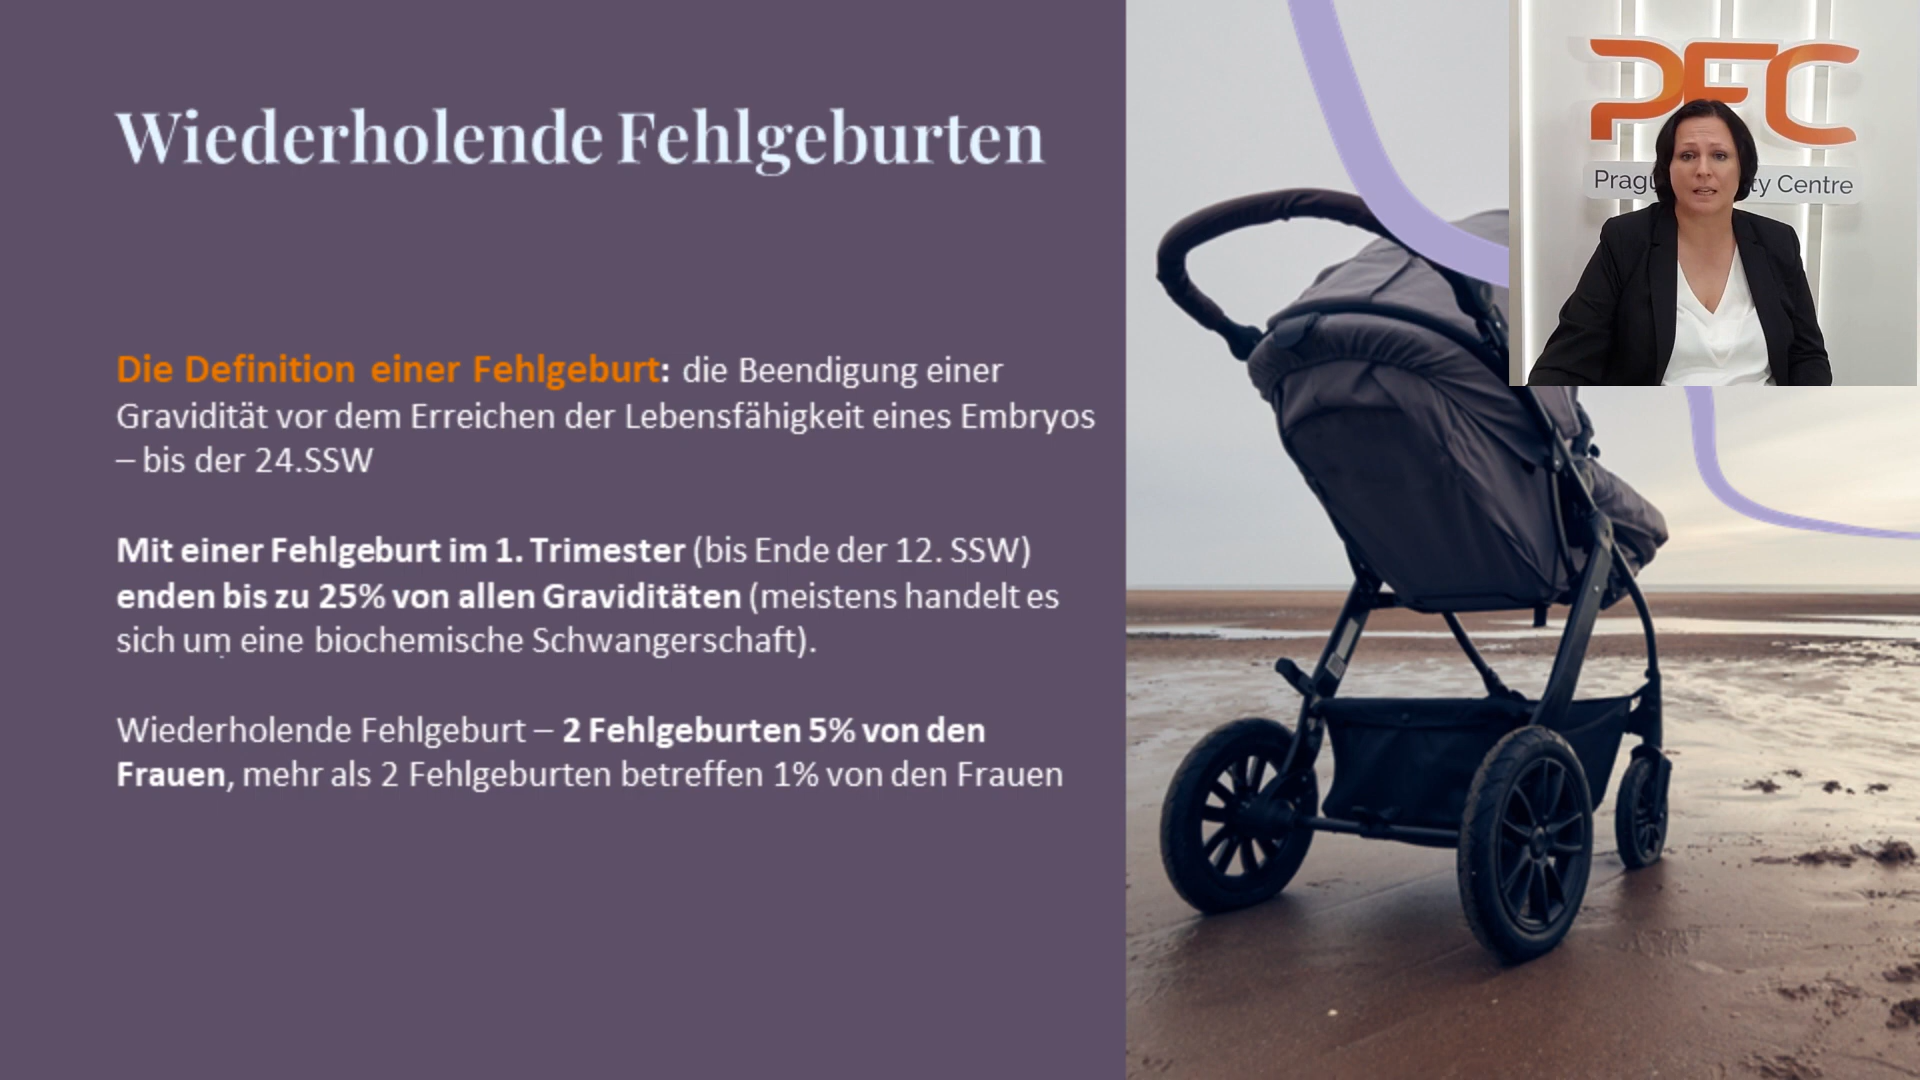 Wiederholende Fehlgeburten
Die Definition einer Fehlgeburt: die Beendigung einer
Gravidität vor dem Erreichen der Lebensfähigkeit eines Embryos
– bis der 24.SSW
Mit einer Fehlgeburt im 1. Trimester (bis Ende der 12. SSW)
enden bis zu 25% von allen Graviditäten (meistens handelt es
sich um eine biochemische Schwangerschaft).
Wiederholende Fehlgeburt – 2 Fehlgeburten 5% von den
Frauen, mehr als 2 Fehlgeburten betreffen 1% von den Frauen
PFC
Centre